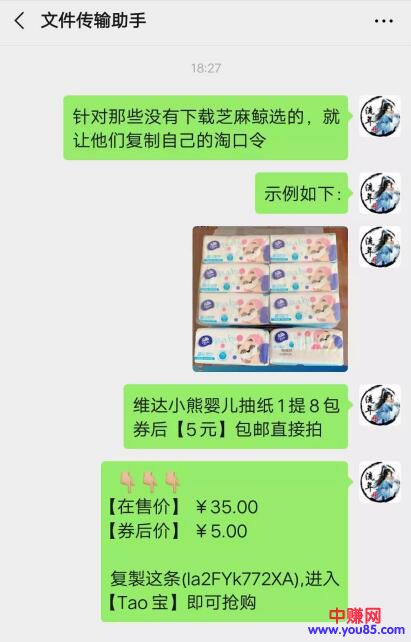 文件传输助手
18:27
针对那些没有下载芝麻鲸选的，就
让他们复制自己的淘口令
示例如下：
维达小熊婴儿抽纸1提8包
券后【5元】包邮直接拍
【在售价】 ￥35.00
【券后价】 ￥5.00
复製这条(la2FYk772XA),进入
【Tao宝】即可抢购
中赚网
www.you85.com